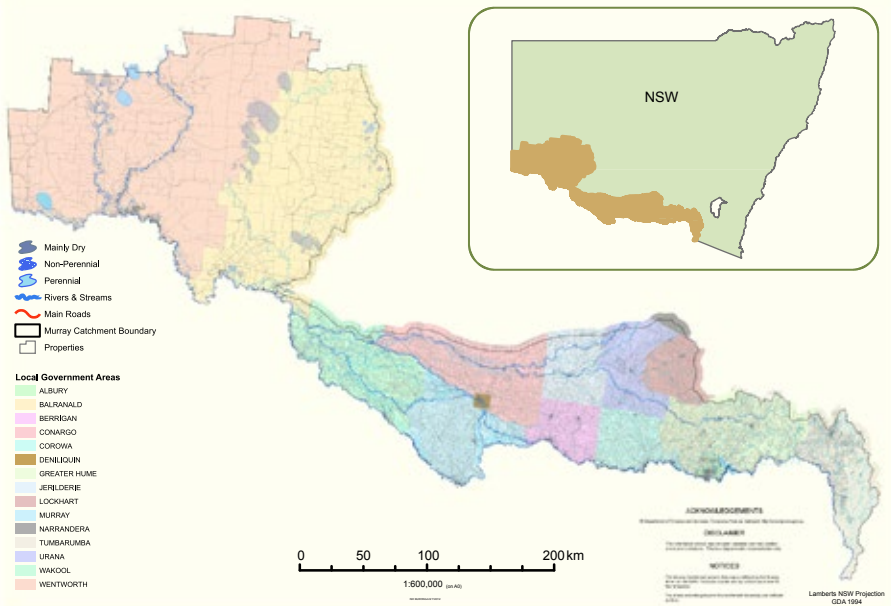 NSW
Mainly Dry
Non-Perennial
Perennial
Rivers & Streams
Main Roads
Murray Catchment Boundary
Properties
Local Government Areas
ALBURY
BALRANALD
BERRIGAN
CONARGO
COROWA
DENILIQUIN
GREATER HUME
JERILDERIE
LOCKHART
MURRAY
NARRANDERA
TUMBARUMBA
URANA
WAKOOL
WENTWORTH
0 50 100 200 km
1:600,000 (on A0)
ACKNOWLEDGEMENTS
DISCLAIMER
NOTICES
Lamberts NSW Projection
GDA 1994